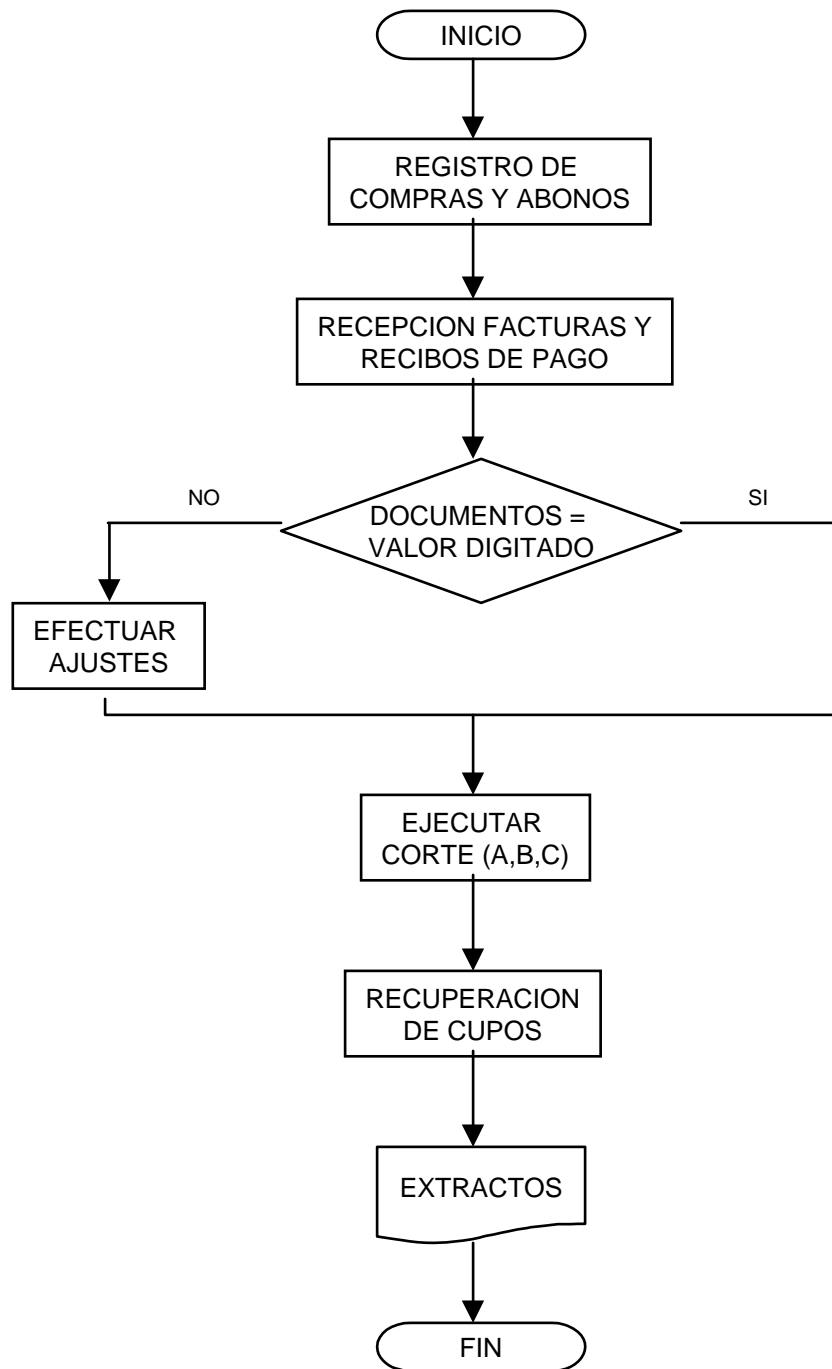 INICIO
REGISTRO DE
COMPRAS Y ABONOS
RECEPCION FACTURAS Y
RECIBOS DE PAGO
NO
SI
DOCUMENTOS =
VALOR DIGITADO
EFECTUAR
AJUSTES
EJECUTAR
CORTE (A,B,C)
RECUPERACION
DE CUPOS
EXTRACTOS
FIN